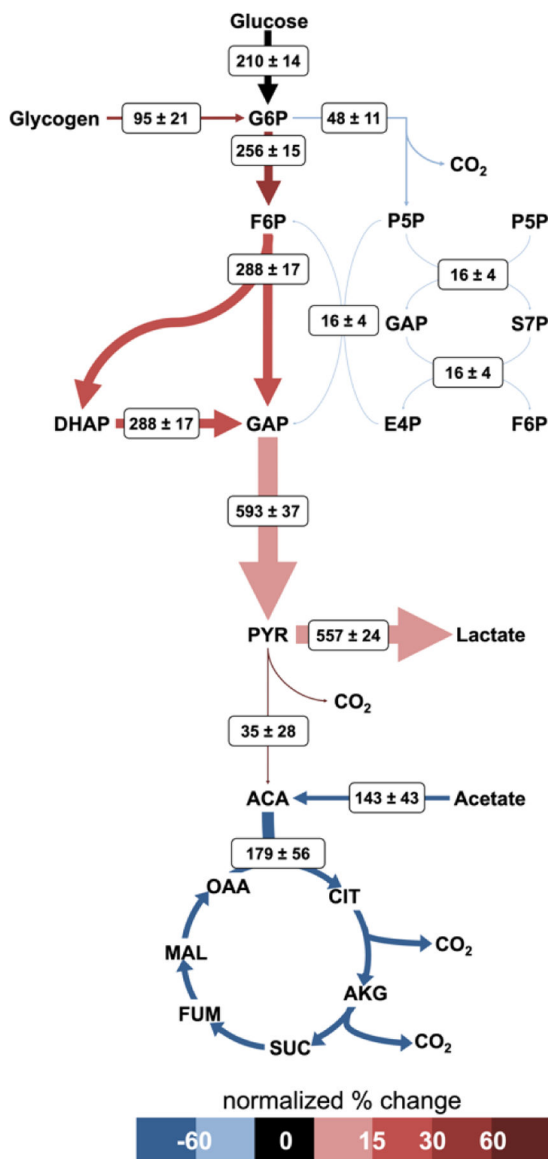 Glucose
210 ± 14
Glycogen 95 ± 21 G6P 48 ± 11
256 ± 15 CO₂
F6P P5P P5P
288 ± 17 16 ± 4
16 ± 4 GAP S7P
16 ± 4
DHAP 288 ± 17 GAP E4P F6P
593 ± 37
PYR 557 ± 24 Lactate
CO₂
35 ± 28
ACA 143 ± 43 Acetate
179 ± 56
OAA CIT
MAL CO₂
AKG
FUM
SUC CO₂
normalized % change
-60 0 15 30 60